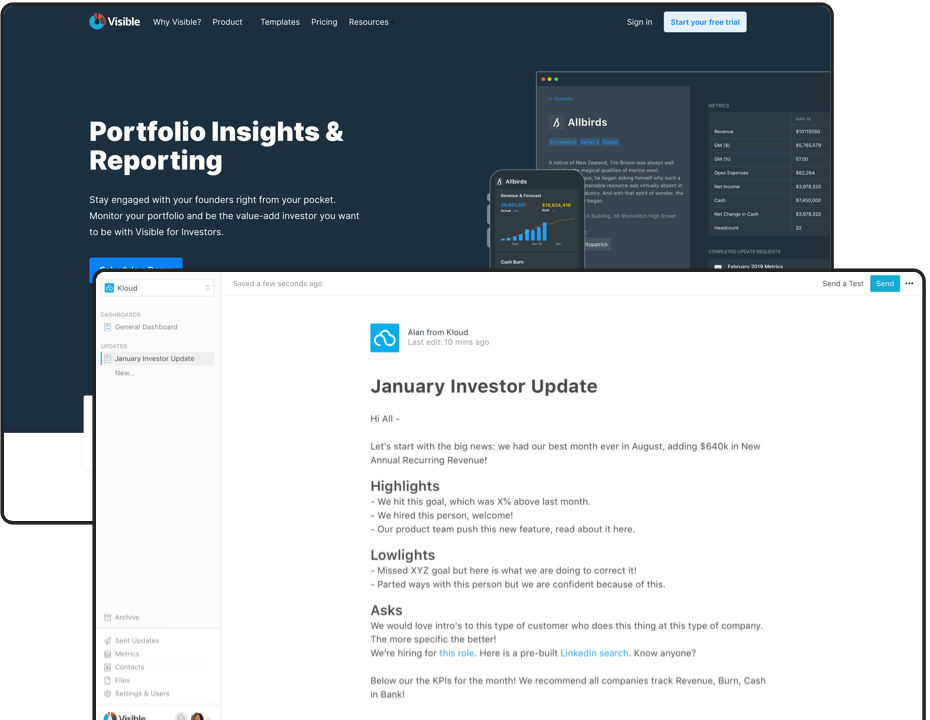 Visible
Why Visible? Product Templates Pricing Resources
Sign in
Start your free trial
Portfolio Insights &
Reporting
Stay engaged with your founders right from your pocket.
Monitor your portfolio and be the value-add investor you want
to be with Visible for Investors.
← Portfolio
Allbirds
Ecommerce Series B Design
A native of New Zealand, Tim Brown was always well
the magical qualities of merino wool.
he began asking himself why such a
sustainable resource was virtually absent in
industry. And with that spirit of wonder, the
began.
A Building, 58 Shoreditch High Street
tzpatrick
METRICS
MAR-19
Revenue $10115050
GM ($) $5,765,579
GM (%) 57.00
Opex Expenses $82,264
Net Income $3,978,320
Cash $7,450,000
Net Change in Cash $3,978,320
Headcount 32
COMPLETED UPDATE REQUESTS
February 2019 Metrics
Allbirds
Revenue & Forecast
20,661,031 $18,834,410
Actual Goal
Cash Burn
Kloud
DASHBOARDS
General Dashboard
UPDATES
January Investor Update
New...
Archive
Sent Updates
Metrics
Contacts
Files
Settings & Users
Visible
Saved a few seconds ago
Send a Test
Send
Alan from Kloud
Last edit: 10 mins ago
January Investor Update
Hi All -
Let's start with the big news: we had our best month ever in August, adding $640k in New
Annual Recurring Revenue!
Highlights
- We hit this goal, which was X% above last month.
- We hired this person, welcome!
- Our product team push this new feature, read about it here.
Lowlights
- Missed XYZ goal but here is what we are doing to correct it!
- Parted ways with this person but we are confident because of this.
Asks
We would love intro's to this type of customer who does this thing at this type of company.
The more specific the better!
We're hiring for this role. Here is a pre-built LinkedIn search. Know anyone?
Below our the KPIs for the month! We recommend all companies track Revenue, Burn, Cash
in Bank!